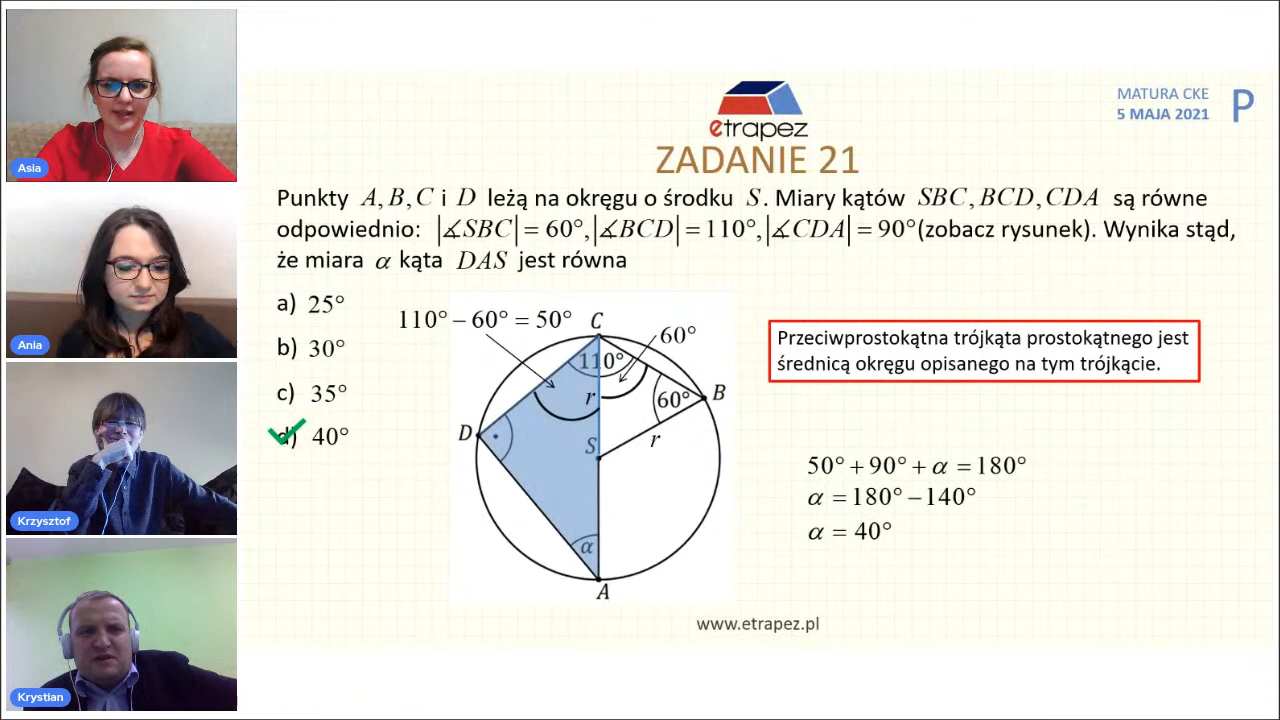 Asia
Ania
Krzysztof
Krystian
etrapez
MATURA CKE
5 MAJA 2021
P
ZADANIE 21
Punkty A, B, C i D leżą na okręgu o środku S. Miary kątów SBC, BCD, CDA są równe
odpowiednio: |∡SBC| = 60°, |∡BCD| = 110°, |∡CDA| = 90° (zobacz rysunek). Wynika stąd,
że miara α kąta DAS jest równa
a) 25°
b) 30°
c) 35°
d) 40°
110° − 60° = 50°
C
60°
110°
r
60°
B
D
S
r
α
A
Przeciwprostokątna trójkąta prostokątnego jest
średnicą okręgu opisanego na tym trójkącie.
50° + 90° + α = 180°
α = 180° − 140°
α = 40°
www.etrapez.pl